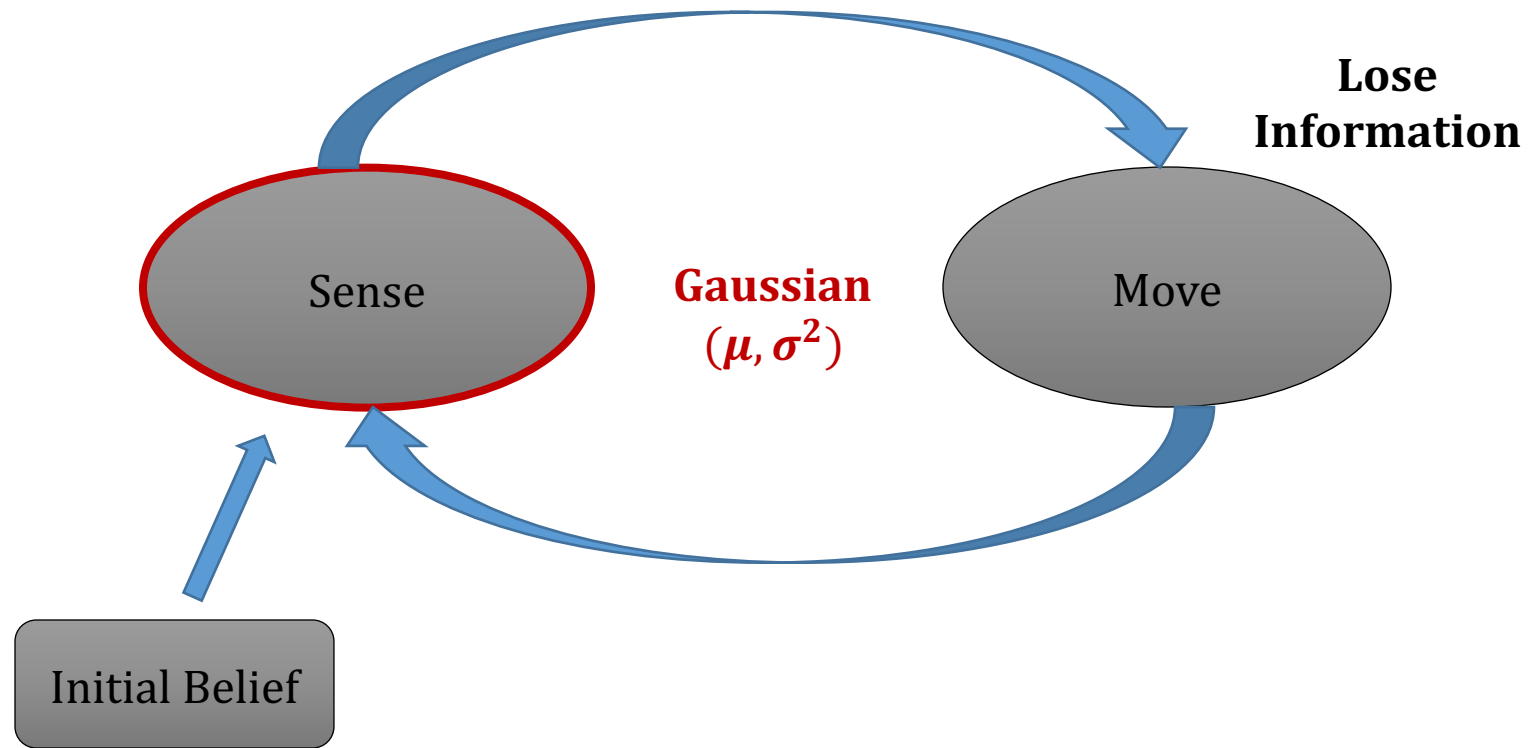 Lose
Information
Sense
Gaussian
(μ, σ²)
Move
Initial Belief